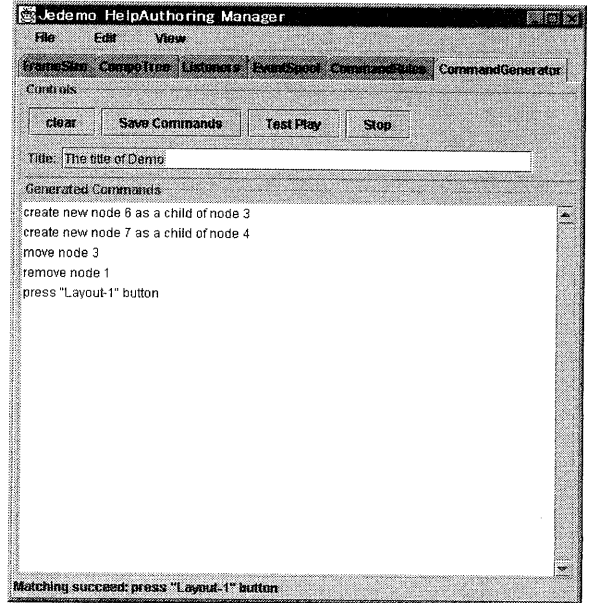 Jedemo HelpAuthoring Manager
File Edit View
FrameSize CompoTree Listeners EventSpool CommandRules CommandGenerator
Controls
clear Save Commands Test Play Stop
Title: The title of Demo
Generated Commands
create new node 6 as a child of node 3
create new node 7 as a child of node 4
move node 3
remove node 1
press "Layout-1" button
Matching succeed: press "Layout-1" button